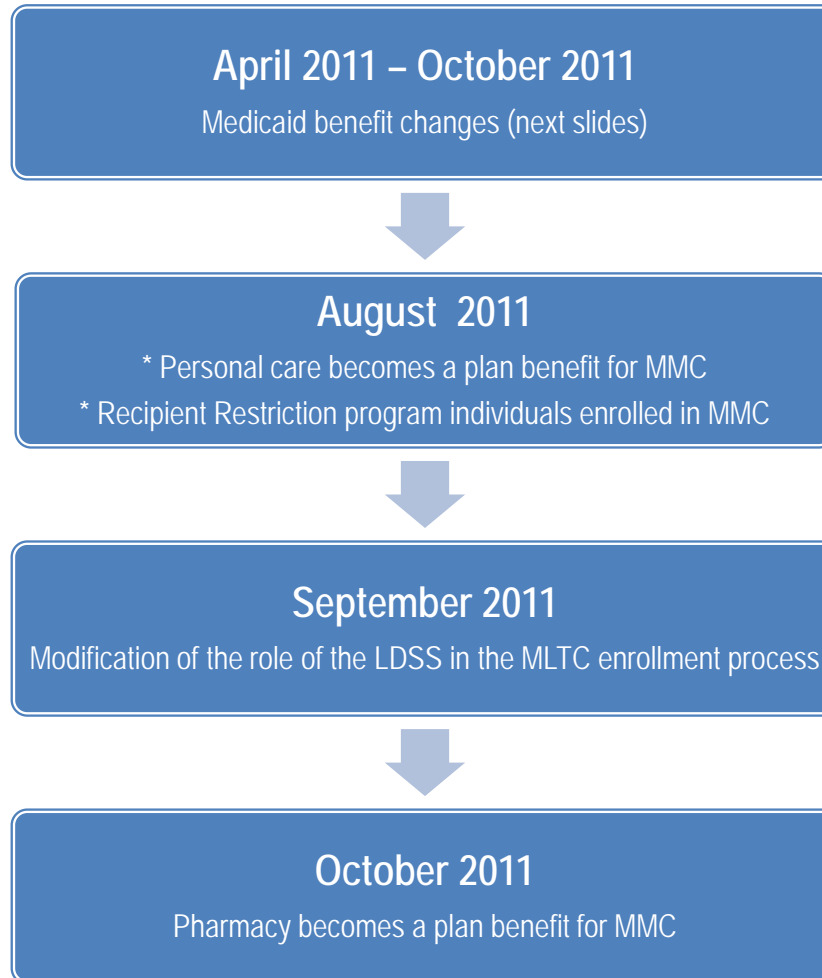 April 2011 – October 2011
Medicaid benefit changes (next slides)
August  2011
* Personal care becomes a plan benefit for MMC
* Recipient Restriction program individuals enrolled in MMC
September 2011
Modification of the role of the LDSS in the MLTC enrollment process
October 2011
Pharmacy becomes a plan benefit for MMC